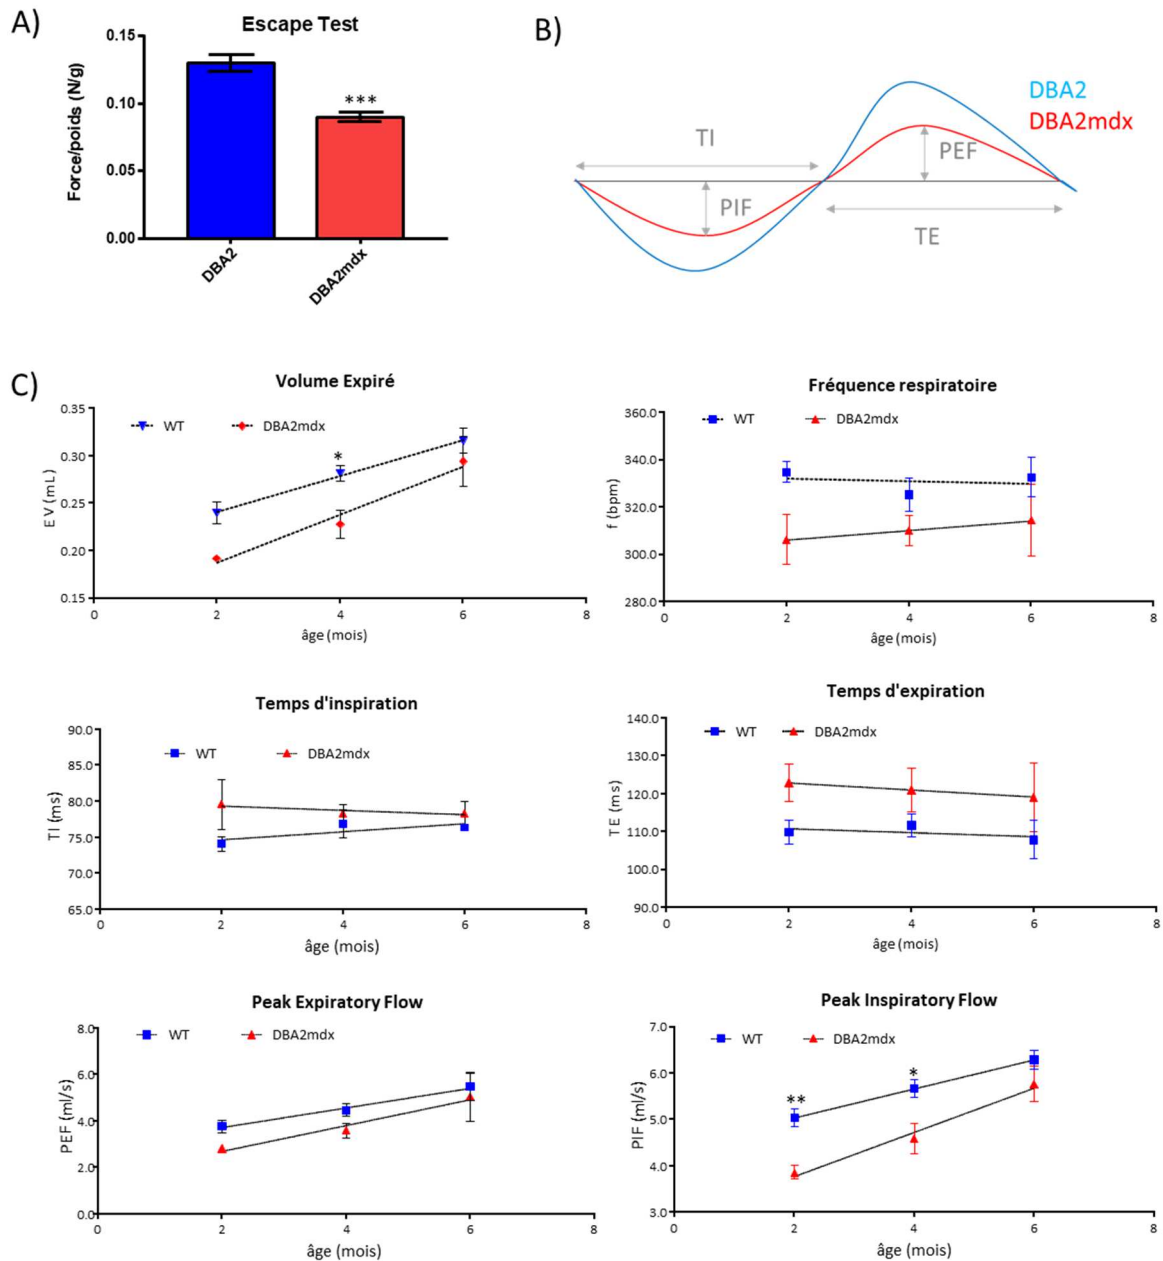 A)
Escape Test
Force/poids (N/g)
0.15
0.10
0.05
0.00
***
DBA2
DBA2mdx
B)
DBA2
DBA2mdx
TI
PEF
PIF
TE
C)
Volume Expiré
WT
DBA2mdx
EV (mL)
0.35
0.30
0.25
0.20
0.15
*
0 2 4 6 8
âge (mois)
Fréquence respiratoire
WT
DBA2mdx
f (bpm)
360.0
340.0
320.0
300.0
280.0
0 2 4 6 8
âge (mois)
Temps d'inspiration
WT
DBA2mdx
TI (ms)
90.0
85.0
80.0
75.0
70.0
65.0
0 2 4 6 8
âge (mois)
Temps d'expiration
WT
DBA2mdx
TE (ms)
140.0
130.0
120.0
110.0
100.0
90.0
0 2 4 6 8
âge (mois)
Peak Expiratory Flow
WT
DBA2mdx
PEF (ml/s)
8.0
6.0
4.0
2.0
0.0
0 2 4 6 8
âge (mois)
Peak Inspiratory Flow
WT
DBA2mdx
PIF (ml/s)
7.0
6.0
5.0
4.0
3.0
**
*
0 2 4 6 8
âge (mois)